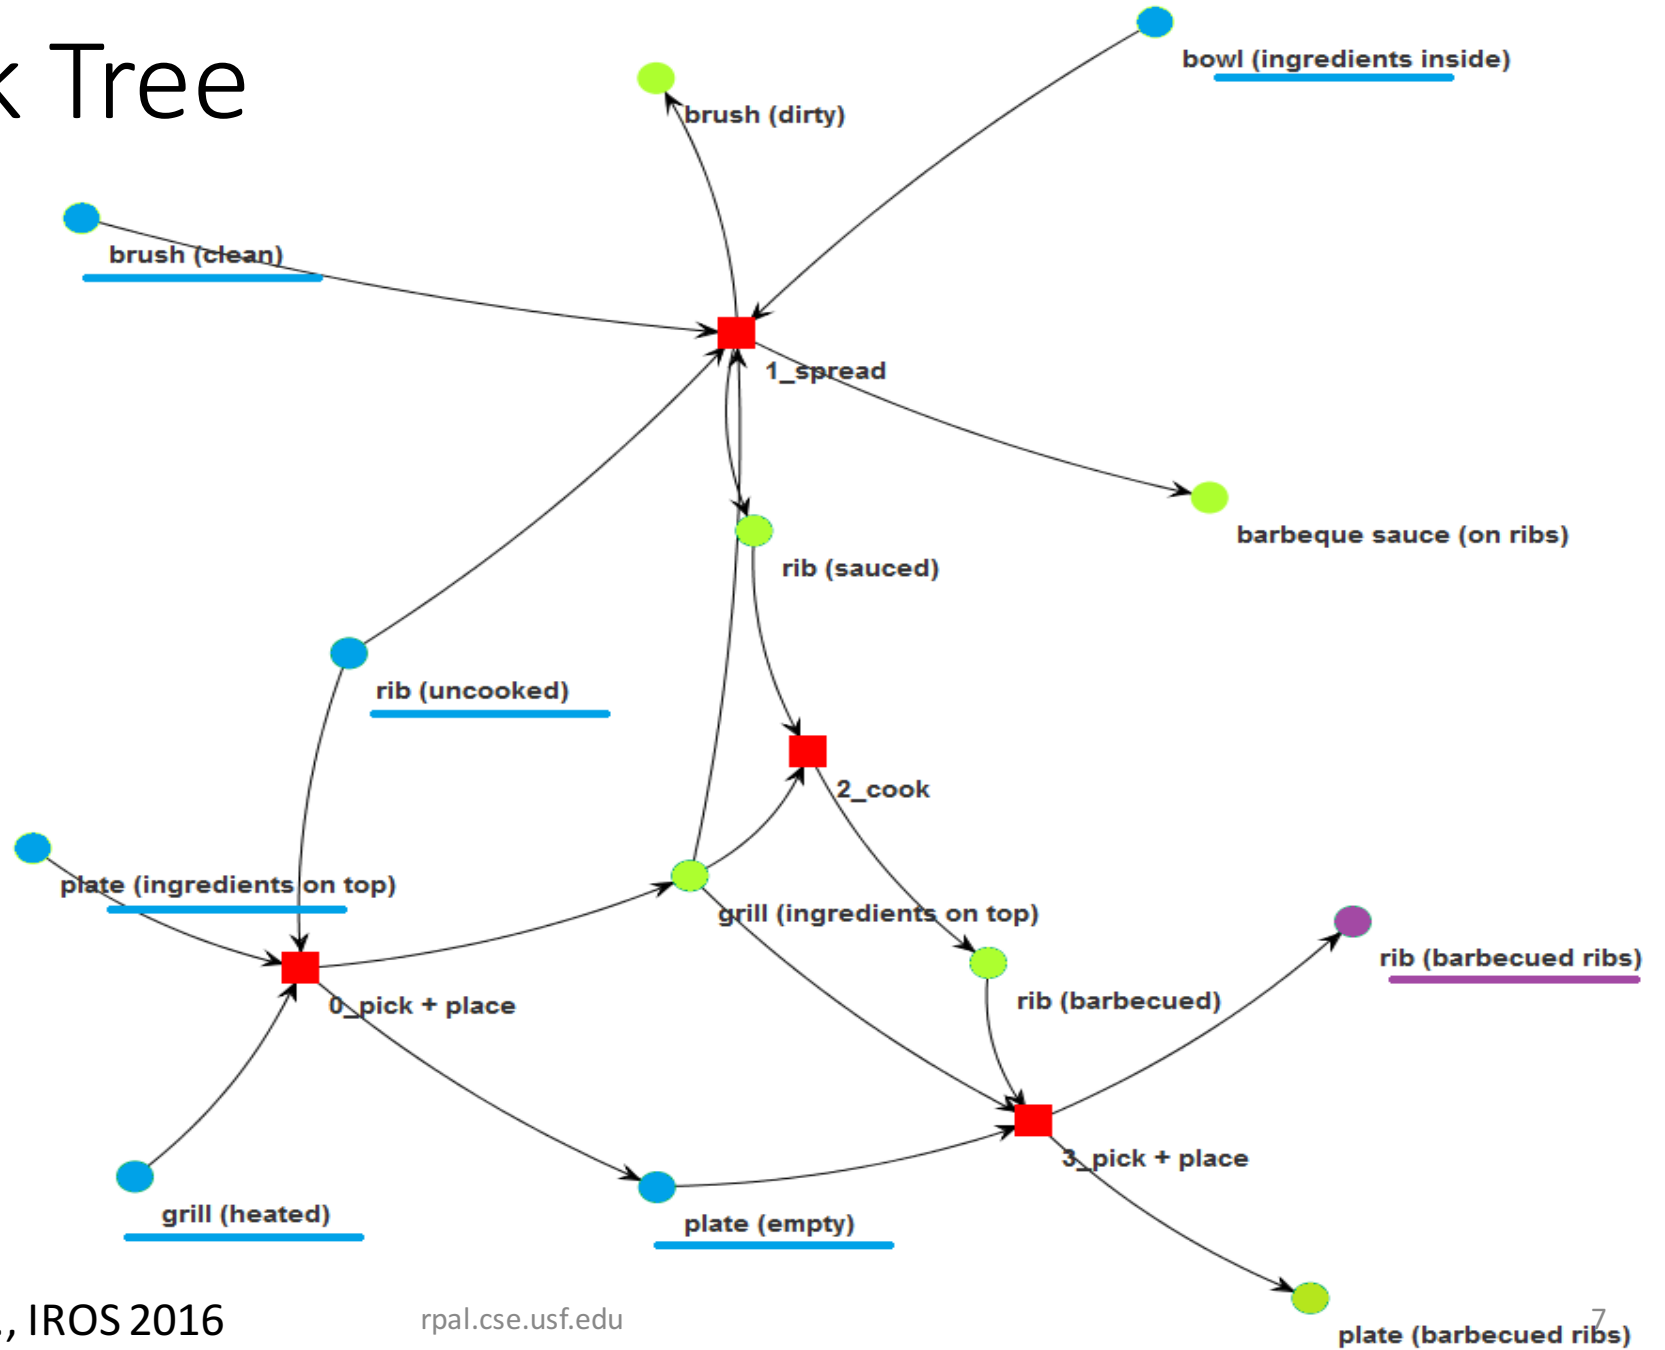 k Tree
bowl (ingredients inside)
brush (dirty)
brush (clean)
1_spread
barbeque sauce (on ribs)
rib (sauced)
rib (uncooked)
2_cook
plate (ingredients on top)
grill (ingredients on top)
rib (barbecued ribs)
rib (barbecued)
0_pick + place
3_pick + place
grill (heated)
plate (empty)
., IROS 2016
rpal.cse.usf.edu
7
plate (barbecued ribs)